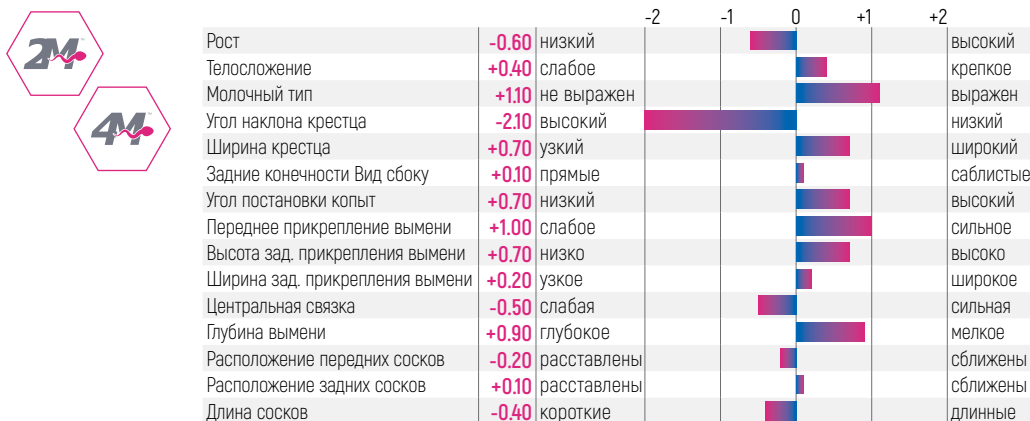 2M
4M
-2 -1 0 +1 +2
Рост -0.60 низкий высокий
Телосложение +0.40 слабое крепкое
Молочный тип +1.10 не выражен выражен
Угол наклона крестца -2.10 высокий низкий
Ширина крестца +0.70 узкий широкий
Задние конечности Вид сбоку +0.10 прямые саблистые
Угол постановки копыт +0.70 низкий высокий
Переднее прикрепление вымени +1.00 слабое сильное
Высота зад. прикрепления вымени +0.70 низко высоко
Ширина зад. прикрепления вымени +0.20 узкое широкое
Центральная связка -0.50 слабая сильная
Глубина вымени +0.90 глубокое мелкое
Расположение передних сосков -0.20 расставлены сближены
Расположение задних сосков +0.10 расставлены сближены
Длина сосков -0.40 короткие длинные